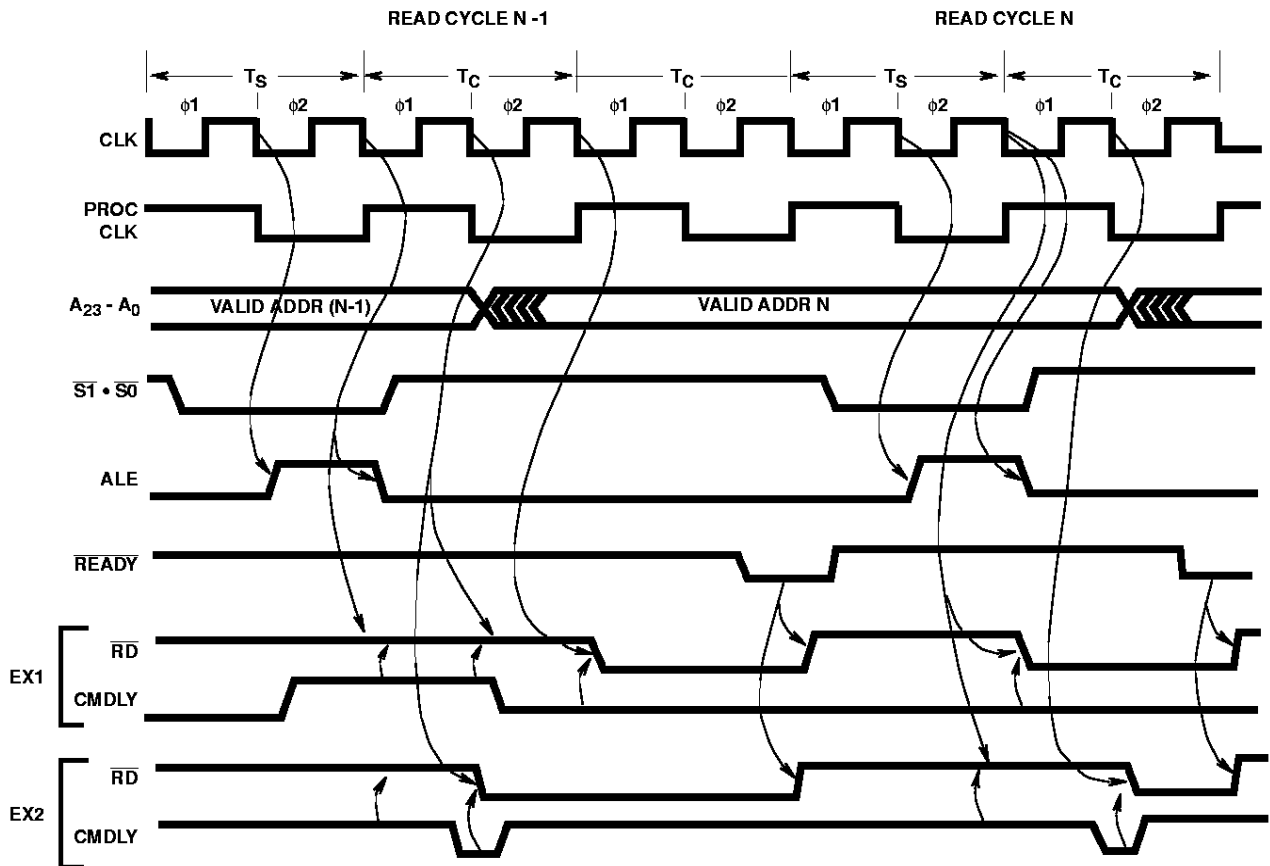 READ CYCLE N -1 READ CYCLE N
TS TC TC TS TC
ϕ1 ϕ2 ϕ1 ϕ2 ϕ1 ϕ2 ϕ1 ϕ2 ϕ1 ϕ2
CLK
PROC
CLK
A23 - A0 VALID ADDR (N-1) VALID ADDR N
S1 • S0
ALE
READY
EX1
RD
CMDLY
EX2
RD
CMDLY